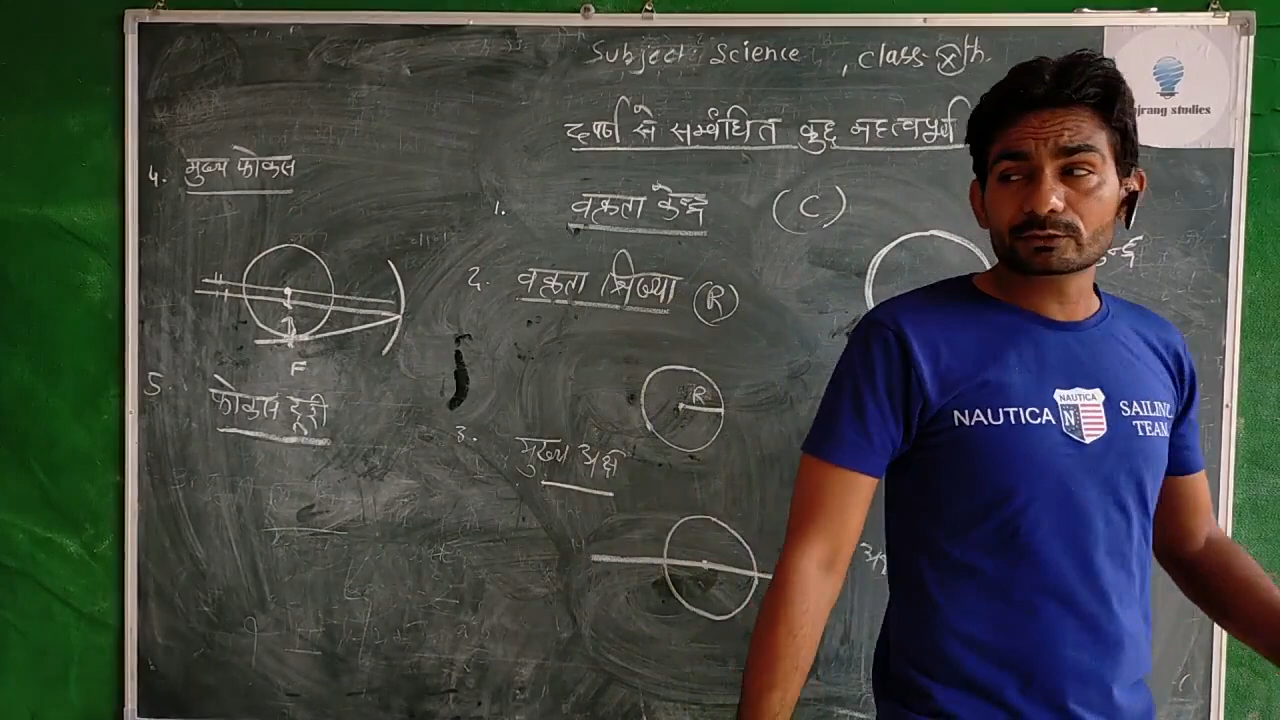 Subject: Science, Class Xth.
jrang studies
दर्पण से सम्बंधित कुछ महत्वपूर्ण
4. मुख्य फोकस
1. वक्रता केन्द्र (C)
2. वक्रता त्रिज्या (R)
F
R
5. फोकस दूरी
3. मुख्य अक्ष
NAUTICA
NAUTICA
N
SAILING
TEAM